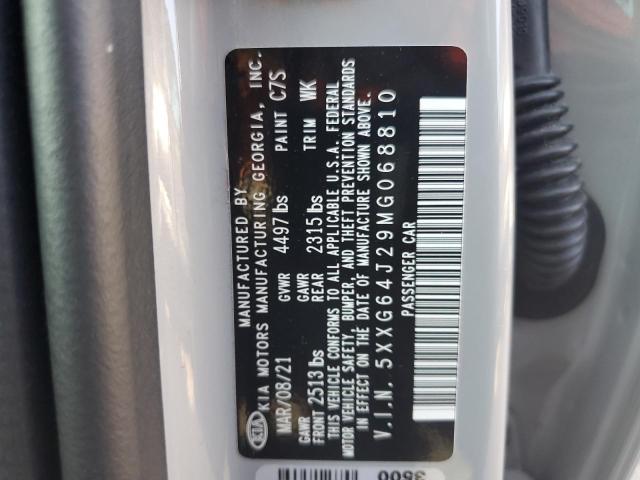 KIA
MANUFACTURED BY
KIA MOTORS MANUFACTURING GEORGIA, INC.
MAR/08/21 GVWR 4497 lbs PAINT C7S
GAWR FRONT 2513 lbs GAWR REAR 2315 lbs TRIM WK
THIS VEHICLE CONFORMS TO ALL APPLICABLE U.S.A. FEDERAL
MOTOR VEHICLE SAFETY, BUMPER, AND THEFT PREVENTION STANDARDS
IN EFFECT ON THE DATE OF MANUFACTURE SHOWN ABOVE.
V.I.N. 5XXG64J29MG068810
PASSENGER CAR
3500